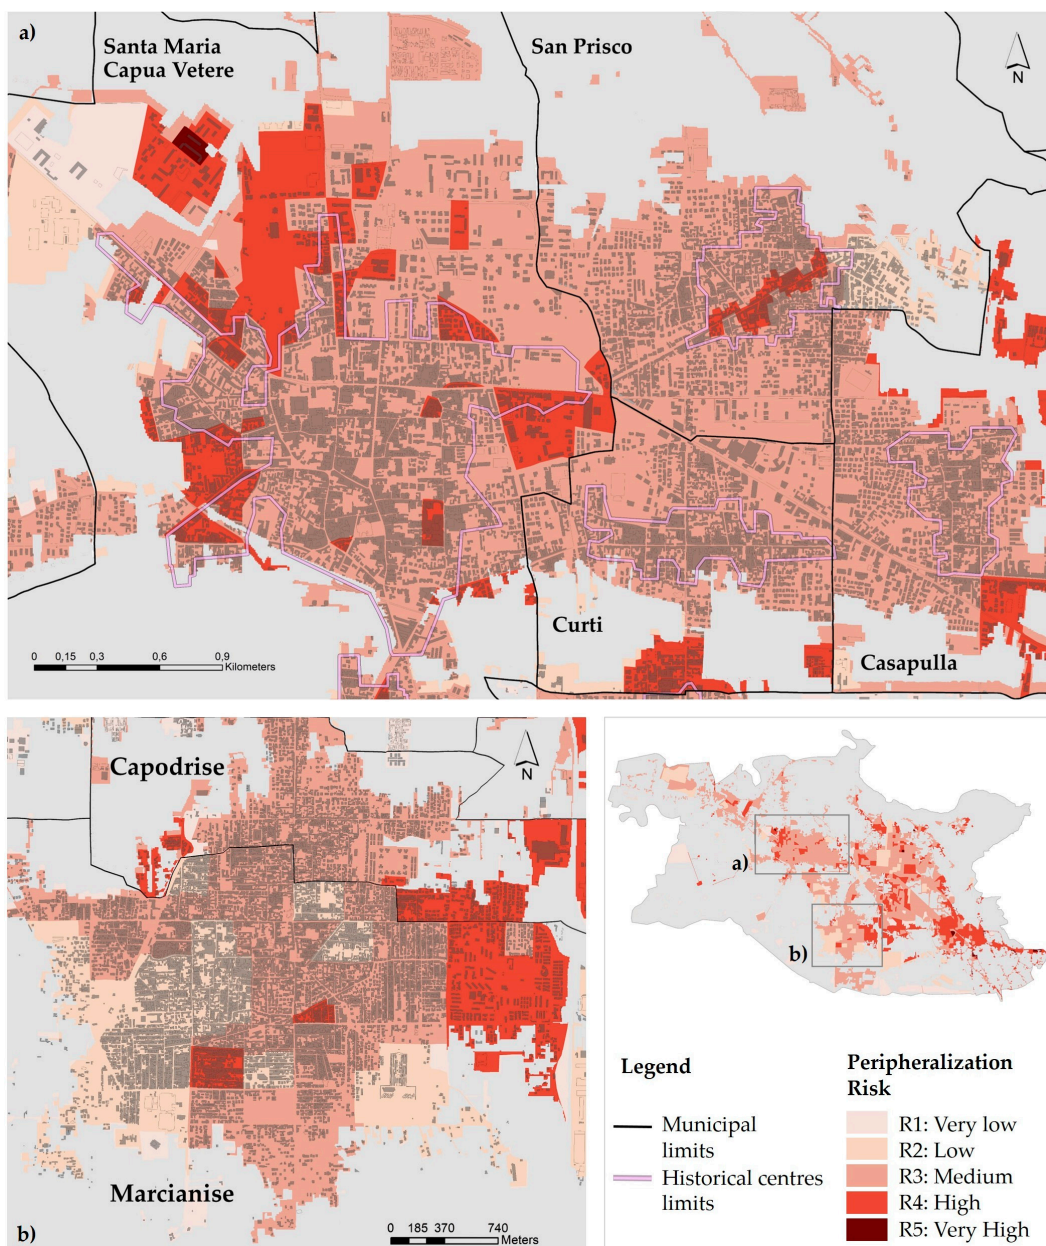 a)
Santa Maria
Capua Vetere
San Prisco
N
Curti
Casapulla
0 0,15 0,3 0,6 0,9
Kilometers
Capodrise
N
Marcianise
b)
0 185 370 740
Meters
a)
b)
Legend
Municipal
limits
Historical centres
limits
Peripheralization
Risk
R1: Very low
R2: Low
R3: Medium
R4: High
R5: Very High